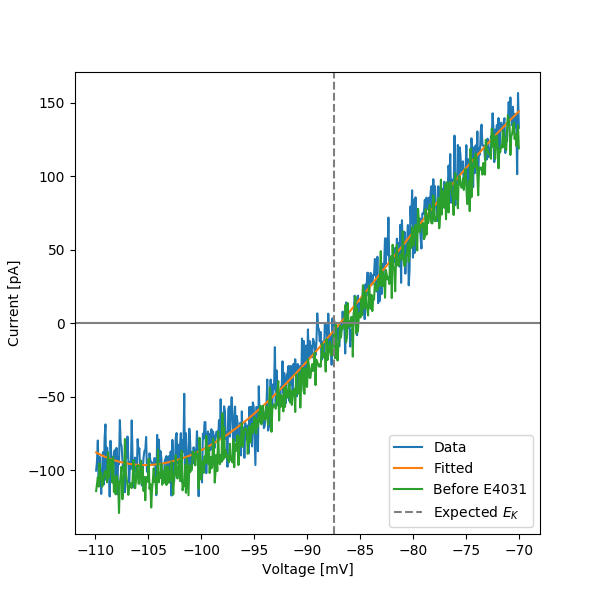 150
100
50
0
−50
−100
Current [pA]
Data
Fitted
Before E4031
Expected E_K
−110 −105 −100 −95 −90 −85 −80 −75 −70
Voltage [mV]